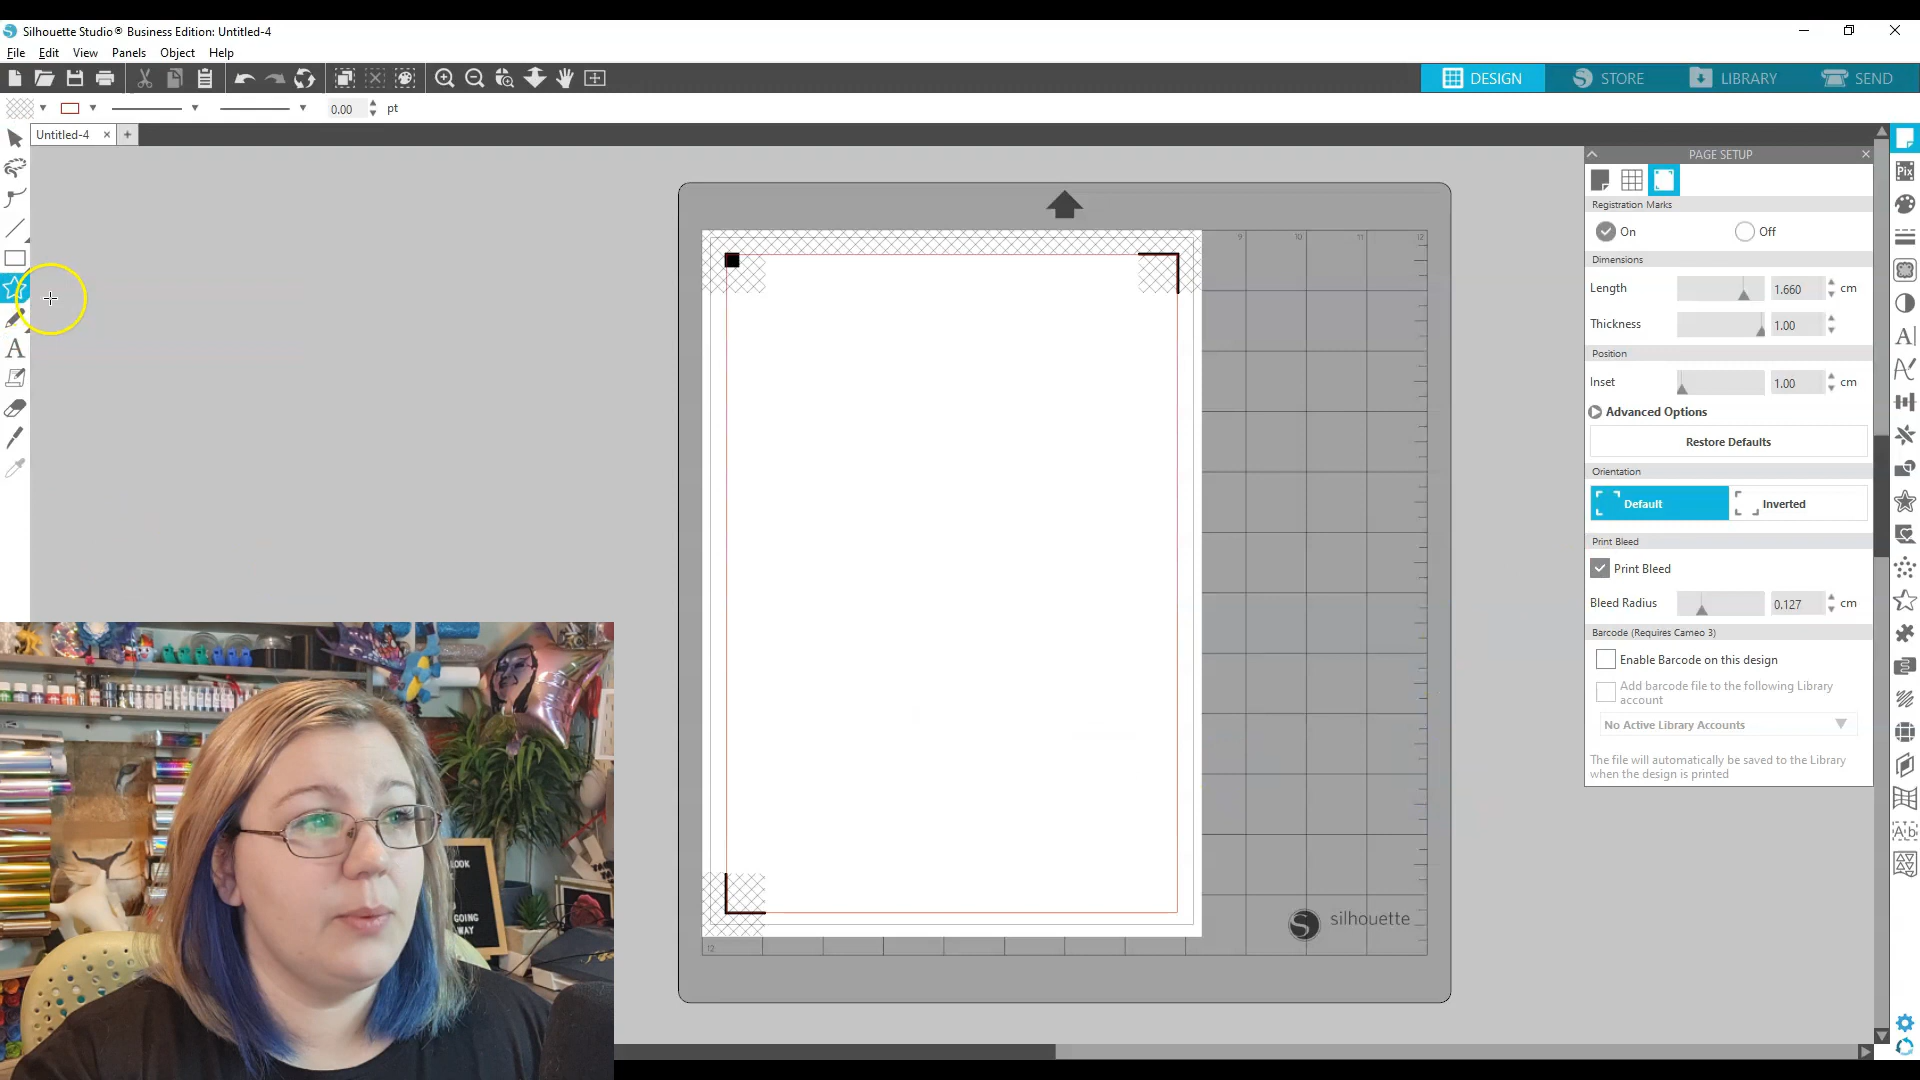 Silhouette Studio® Business Edition: Untitled-4
File Edit View Panels Object Help
DESIGN STORE LIBRARY SEND
0.00 pt
Untitled-4
PAGE SETUP
Registration Marks
On Off
Dimensions
Length 1.660 cm
Thickness 1.00
Position
Inset 1.00 cm
Advanced Options
Restore Defaults
Orientation
Default Inverted
Print Bleed
Print Bleed
Bleed Radius 0.127 cm
Barcode (Requires Cameo 3)
Enable Barcode on this design
Add barcode file to the following Library
account
No Active Library Accounts
The file will automatically be saved to the Library
when the design is printed
Pix
A
A
Ab
9 10 11 12
12
silhouette
LOOK
GOING
WAY